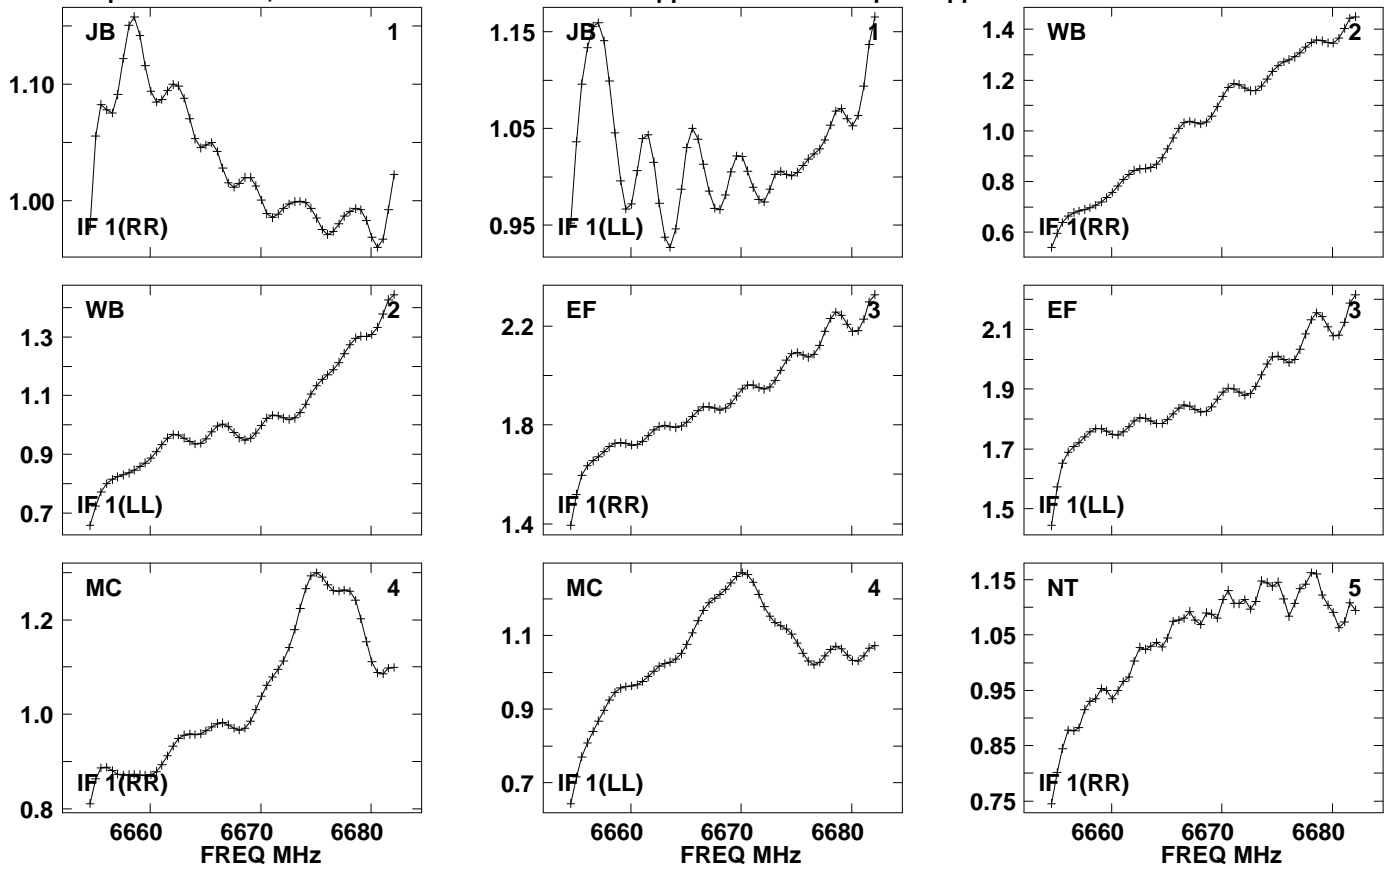 JB 1
1.10
1.00
IF 1(RR)
JB 1
1.15
1.05
0.95
IF 1(LL)
WB 2
1.4
1.2
1.0
0.8
0.6
IF 1(RR)
WB 2
1.3
1.1
0.9
0.7
IF 1(LL)
EF 3
2.2
1.8
1.4
IF 1(RR)
EF 3
2.1
1.9
1.7
1.5
IF 1(LL)
MC 4
1.2
1.0
0.8
IF 1(RR)
6660 6670 6680
FREQ MHz
MC 4
1.1
0.9
0.7
IF 1(LL)
6660 6670 6680
NT 5
1.15
1.05
0.95
0.85
0.75
IF 1(RR)
6660 6670 6680
FREQ MHz